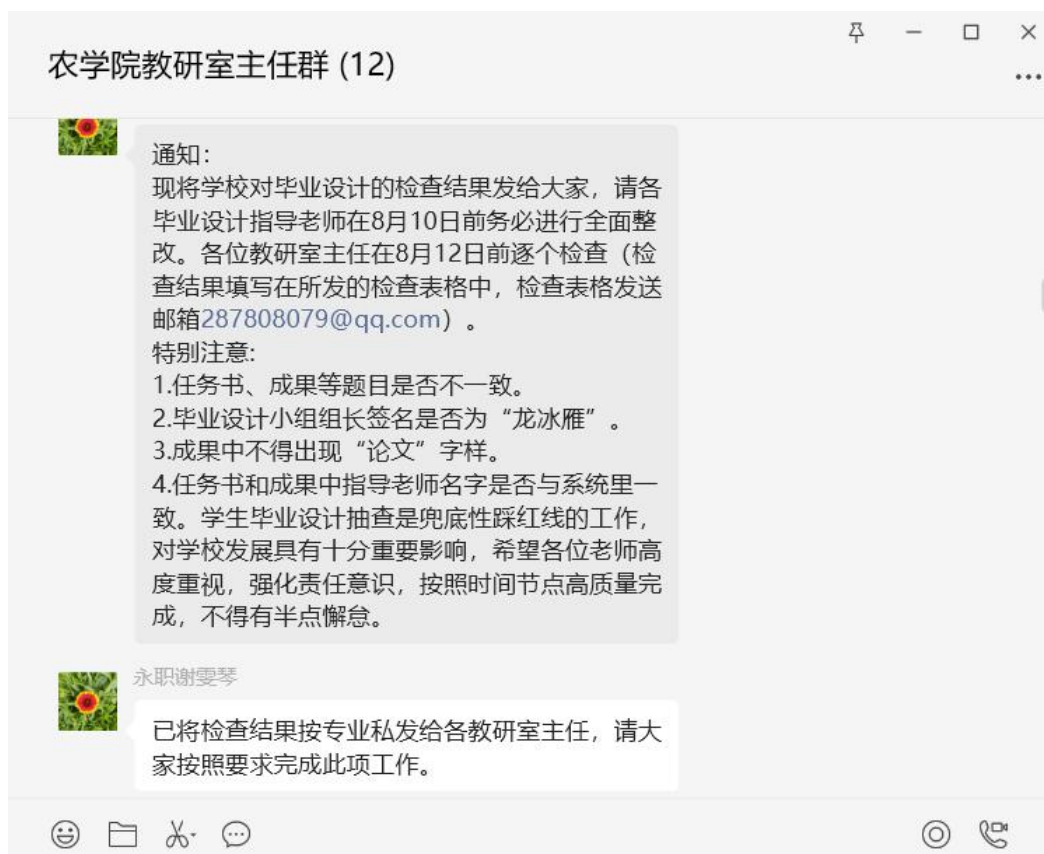 农学院教研室主任群 (12)
通知：
现将学校对毕业设计的检查结果发给大家，请各
毕业设计指导老师在8月10日前务必进行全面整
改。各位教研室主任在8月12日前逐个检查（检
查结果填写在所发的检查表格中，检查表格发送
邮箱287808079@qq.com）。
特别注意:
1.任务书、成果等题目是否不一致。
2.毕业设计小组组长签名是否为“龙冰雁”。
3.成果中不得出现“论文”字样。
4.任务书和成果中指导老师名字是否与系统里一
致。学生毕业设计抽查是兜底性踩红线的工作，
对学校发展具有十分重要影响，希望各位老师高
度重视，强化责任意识，按照时间节点高质量完
成，不得有半点懈怠。
永职谢雯琴
已将检查结果按专业私发给各教研室主任，请大
家按照要求完成此项工作。